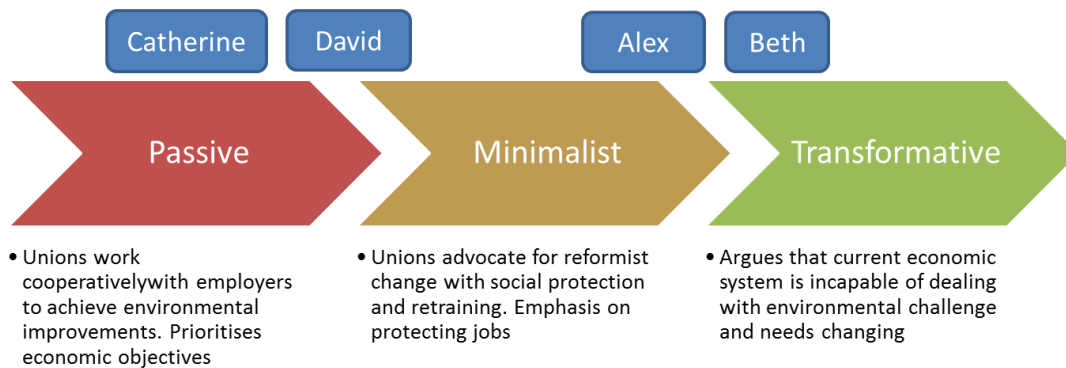 Catherine
David
Alex
Beth
Passive
Minimalist
Transformative
• Unions work
cooperativelywith employers
to achieve environmental
improvements. Prioritises
economic objectives
• Unions advocate for reformist
change with social protection
and retraining. Emphasis on
protecting jobs
• Argues that current economic
system is incapable of dealing
with environmental challenge
and needs changing